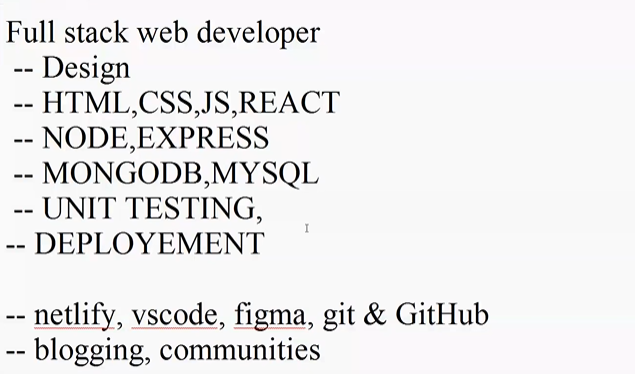 Full stack web developer
-- Design
-- HTML,CSS,JS,REACT
-- NODE,EXPRESS
-- MONGODB,MYSQL
-- UNIT TESTING,
-- DEPLOYEMENT
-- netlify, vscode, figma, git & GitHub
-- blogging, communities